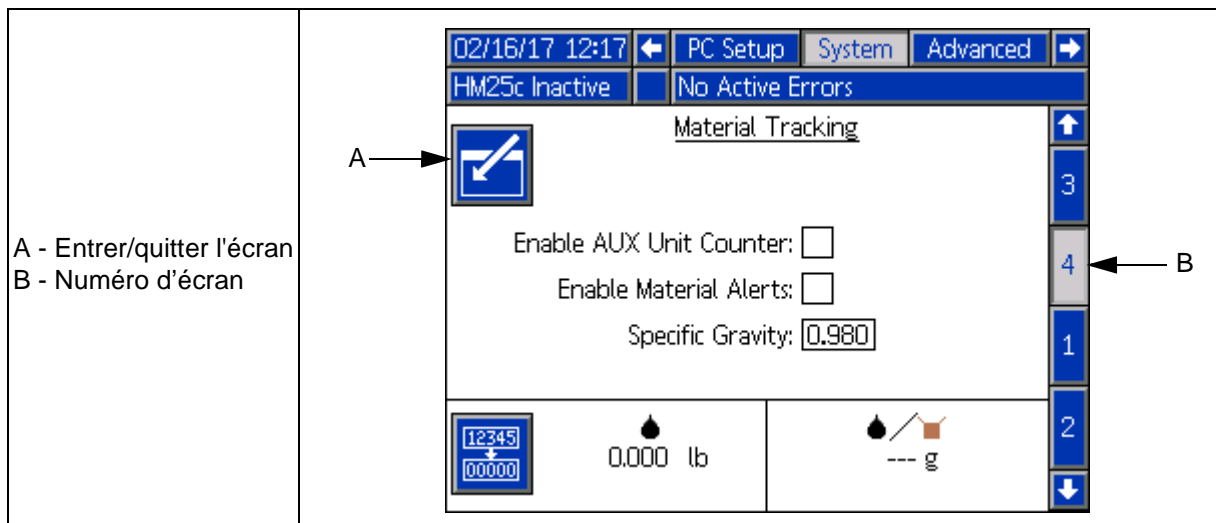 A - Entrer/quitter l'écran
B - Numéro d’écran
02/16/17 12:17 PC Setup System Advanced
HM25c Inactive No Active Errors
Material Tracking
A
3
Enable AUX Unit Counter:
4
B
Enable Material Alerts:
Specific Gravity: 0.980
1
12345
00000
0.000 lb
/
--- g
2